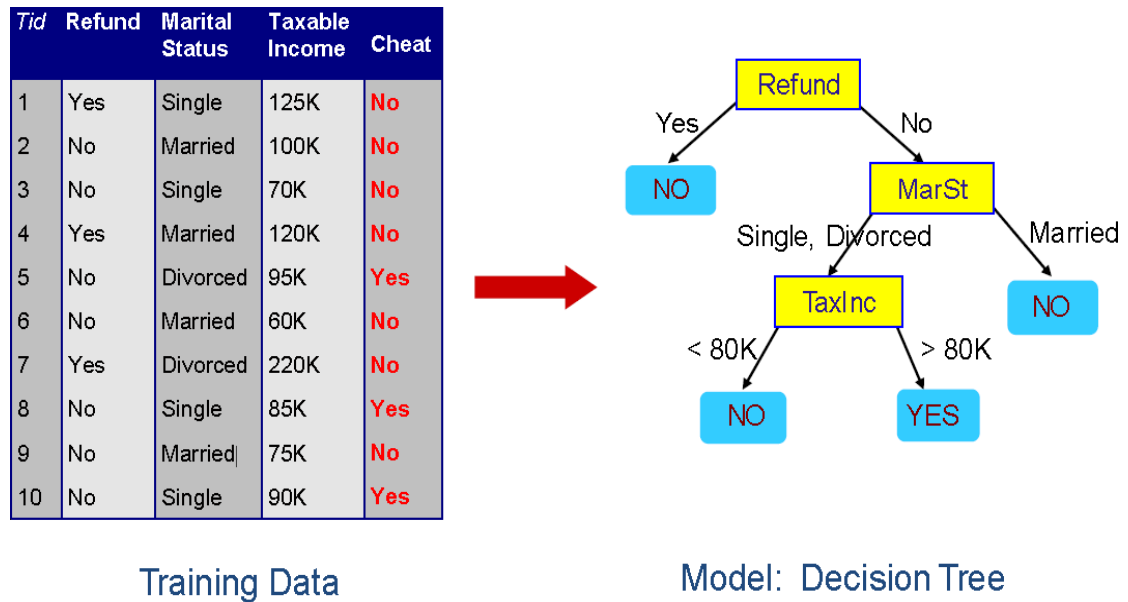 Tid Refund Marital Status Taxable Income Cheat
1 Yes Single 125K No
2 No Married 100K No
3 No Single 70K No
4 Yes Married 120K No
5 No Divorced 95K Yes
6 No Married 60K No
7 Yes Divorced 220K No
8 No Single 85K Yes
9 No Married 75K No
10 No Single 90K Yes
Training Data
Refund
Yes No
NO MarSt
Single, Divorced Married
TaxInc NO
< 80K > 80K
NO YES
Model: Decision Tree